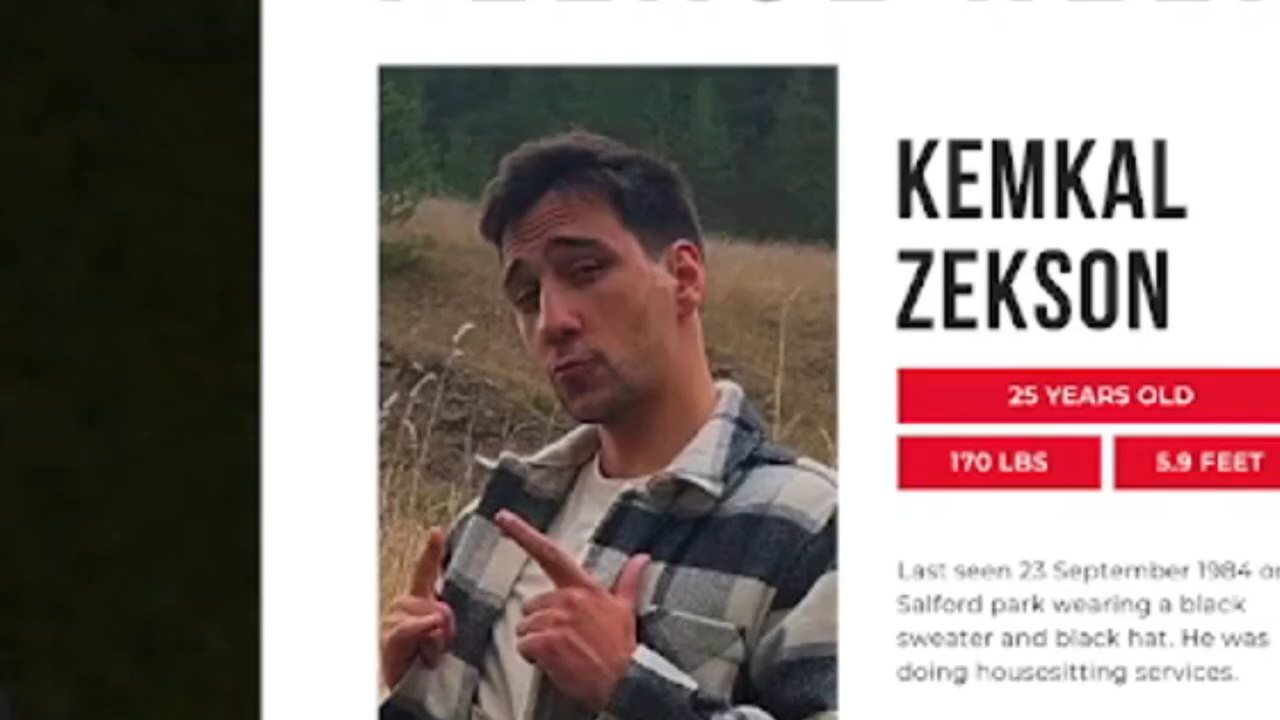 KEMKAL
ZEKSON
25 YEARS OLD
170 LBS
5.9 FEET
Last seen 23 September 1984 on
Salford park wearing a black
sweater and black hat. He was
doing housesitting services.